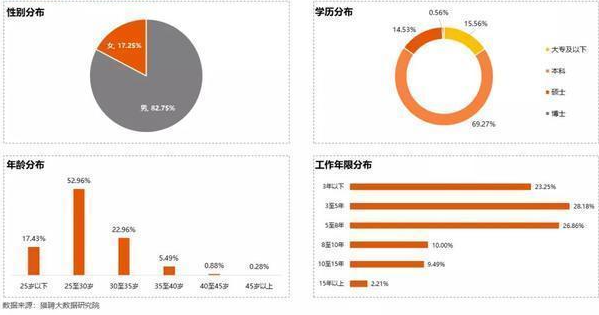 性别分布
女, 17.25%
男, 82.75%
学历分布
0.56%
14.53%
15.56%
69.27%
大专及以下
本科
硕士
博士
年龄分布
17.43%
52.96%
22.96%
5.49%
0.88%
0.28%
25岁以下
25至30岁
30至35岁
35至40岁
40至45岁
45岁以上
工作年限分布
3年以下
23.25%
3至5年
28.18%
5至8年
26.86%
8至10年
10.00%
10至15年
9.49%
15年以上
2.21%
数据来源：猎聘大数据研究院